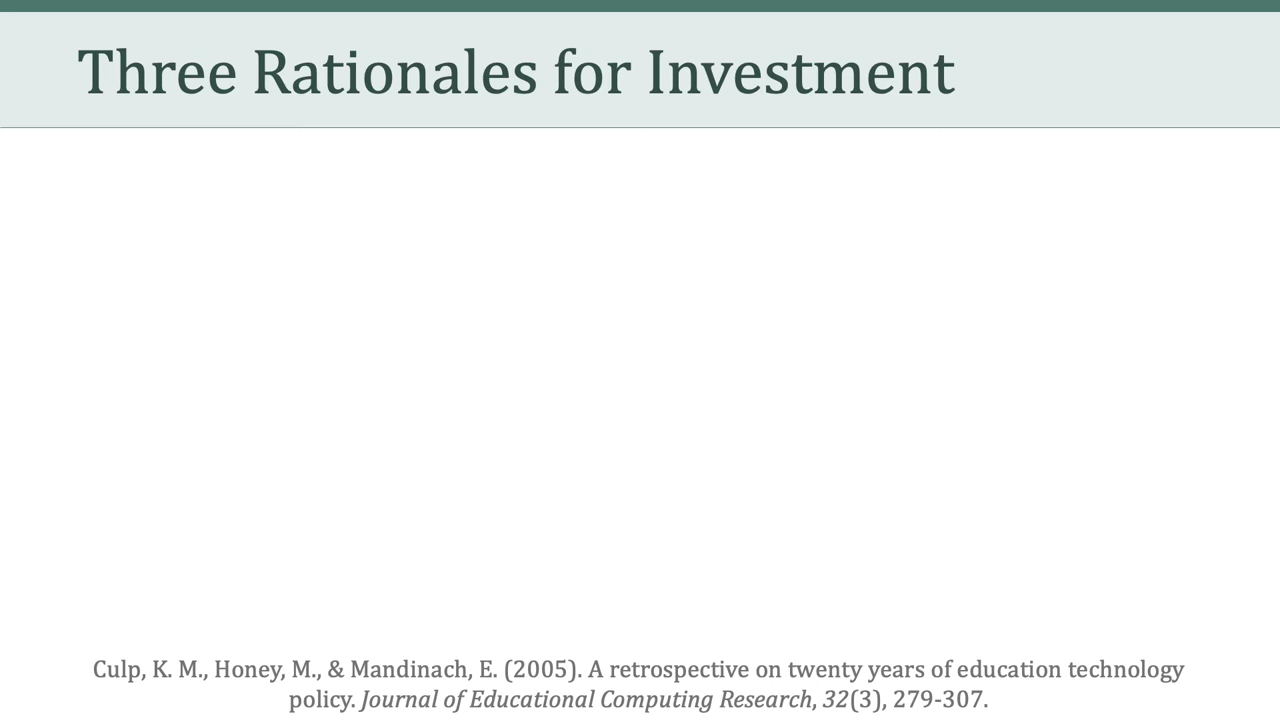 Three Rationales for Investment
Culp, K. M., Honey, M., & Mandinach, E. (2005). A retrospective on twenty years of education technology
policy. Journal of Educational Computing Research, 32(3), 279-307.